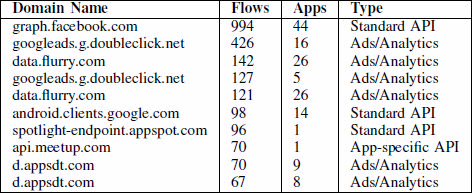 Domain Name Flows Apps Type
graph.facebook.com 994 44 Standard API
googleads.g.doubleclick.net 426 16 Ads/Analytics
data.flurry.com 142 26 Ads/Analytics
googleads.g.doubleclick.net 127 5 Ads/Analytics
data.flurry.com 121 26 Ads/Analytics
android.clients.google.com 98 14 Standard API
spotlight-endpoint.appspot.com 96 1 Standard API
api.meetup.com 70 1 App-specific API
d.appsdt.com 70 9 Ads/Analytics
d.appsdt.com 67 8 Ads/Analytics